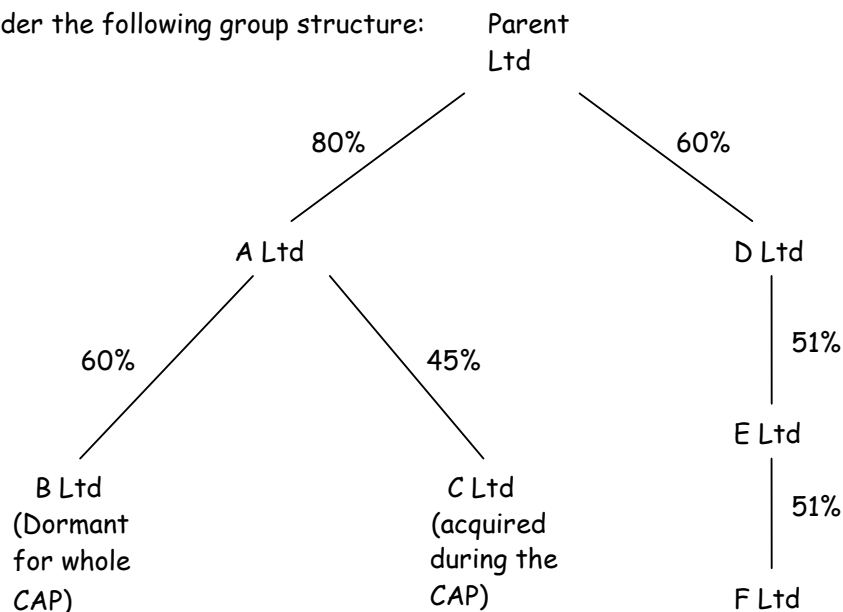 der the following group structure:
Parent
Ltd
80%
60%
A Ltd
D Ltd
60%
45%
51%
E Ltd
B Ltd
(Dormant
for whole
CAP)
C Ltd
(acquired
during the
CAP)
51%
F Ltd